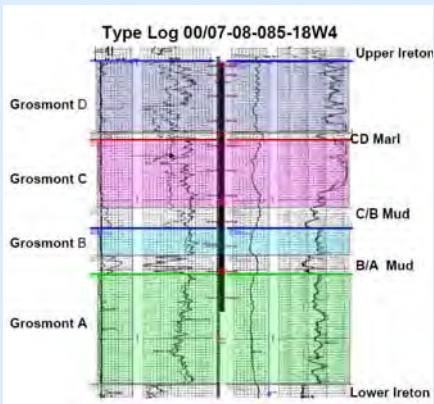 Type Log 00/07-08-085-18W4
Upper Ireton
Grosmont D
CD Marl
Grosmont C
C/B Mud
Grosmont B
B/A Mud
Grosmont A
Lower Ireton